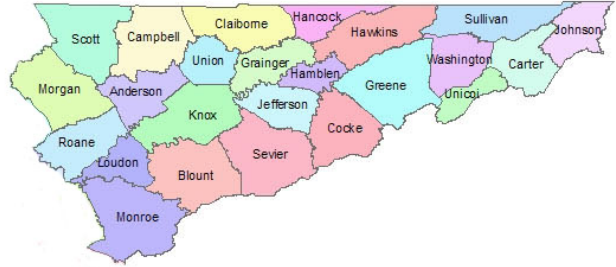 Hancock
Sullivan
Johnson
Claiborne
Hawkins
Scott
Campbell
Washington
Carter
Union
Grainger
Hamblen
Greene
Unicoi
Morgan
Anderson
Jefferson
Knox
Cocke
Roane
Sevier
Loudon
Blount
Monroe